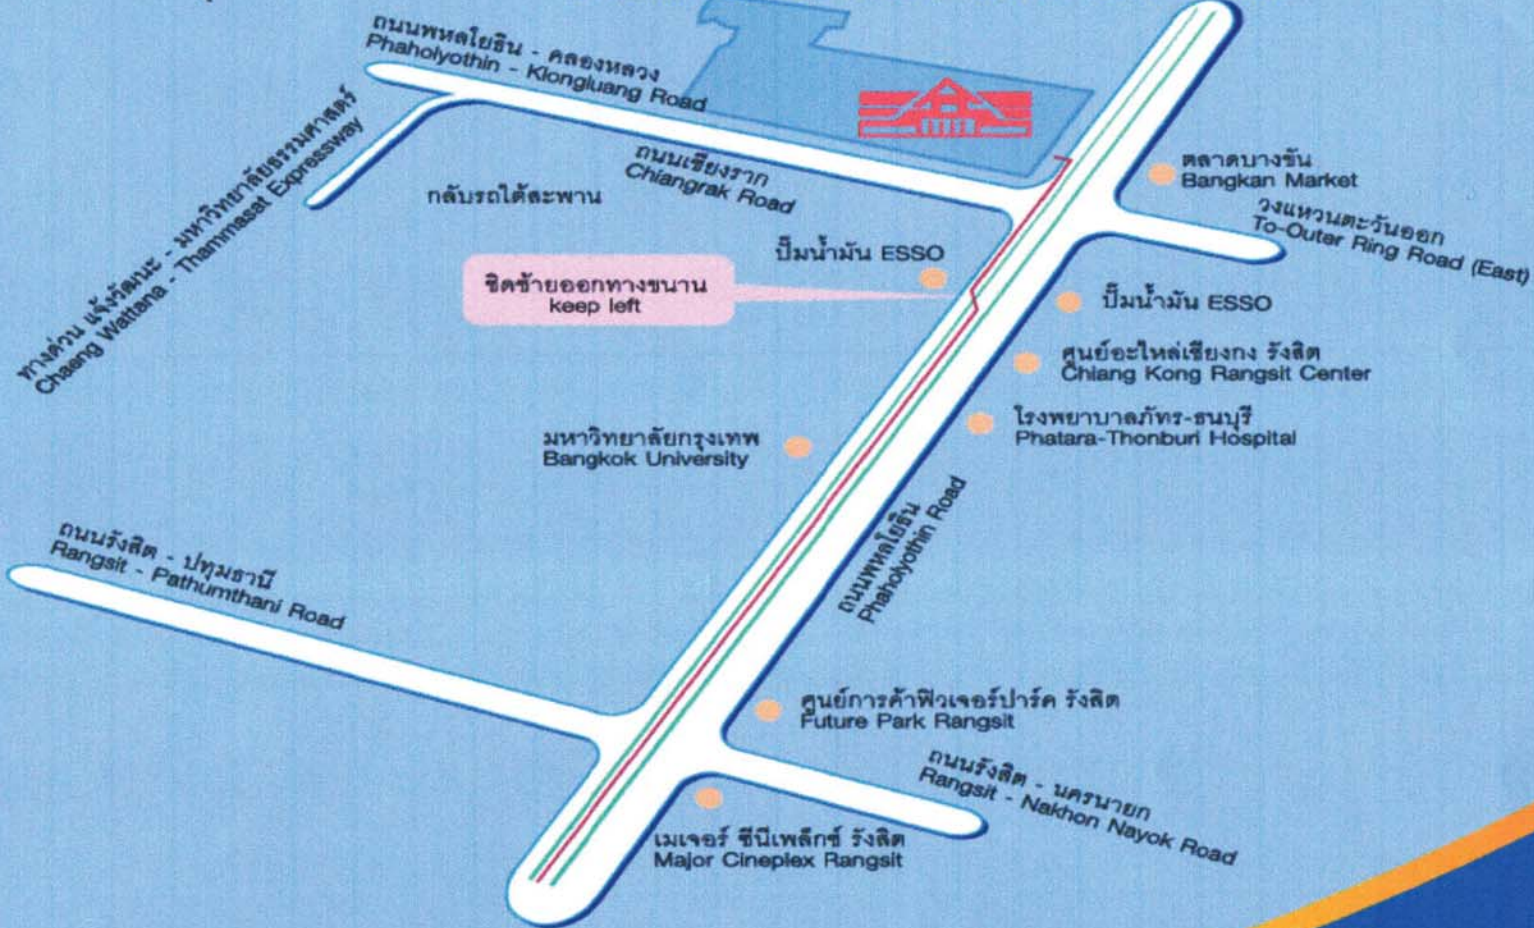 ถนนพหลโยธิน - คลองหลวง
Phaholyothin - Klongluang Road
ทางด่วน แจ้งวัฒนะ - มหาวิทยาลัยธรรมศาสตร์
Chaeng Wattana - Thammasat Expressway
ถนนเชียงราก
Chiangrak Road
กลับรถใต้สะพาน
ตลาดบางขัน
Bangkan Market
วงแหวนตะวันออก
To-Outer Ring Road (East)
ปั๊มน้ำมัน ESSO
ชิดซ้ายออกทางขนาน
keep left
ปั๊มน้ำมัน ESSO
ศูนย์อะไหล่เซียงกง รังสิต
Chiang Kong Rangsit Center
โรงพยาบาลภัทร-ธนบุรี
Phatara-Thonburi Hospital
มหาวิทยาลัยกรุงเทพ
Bangkok University
ถนนพหลโยธิน
Phaholyothin Road
ถนนรังสิต - ปทุมธานี
Rangsit - Pathumthani Road
ศูนย์การค้าฟิวเจอร์ปาร์ค รังสิต
Future Park Rangsit
ถนนรังสิต - นครนายก
Rangsit - Nakhon Nayok Road
เมเจอร์ ซีนีเพล็กซ์ รังสิต
Major Cineplex Rangsit